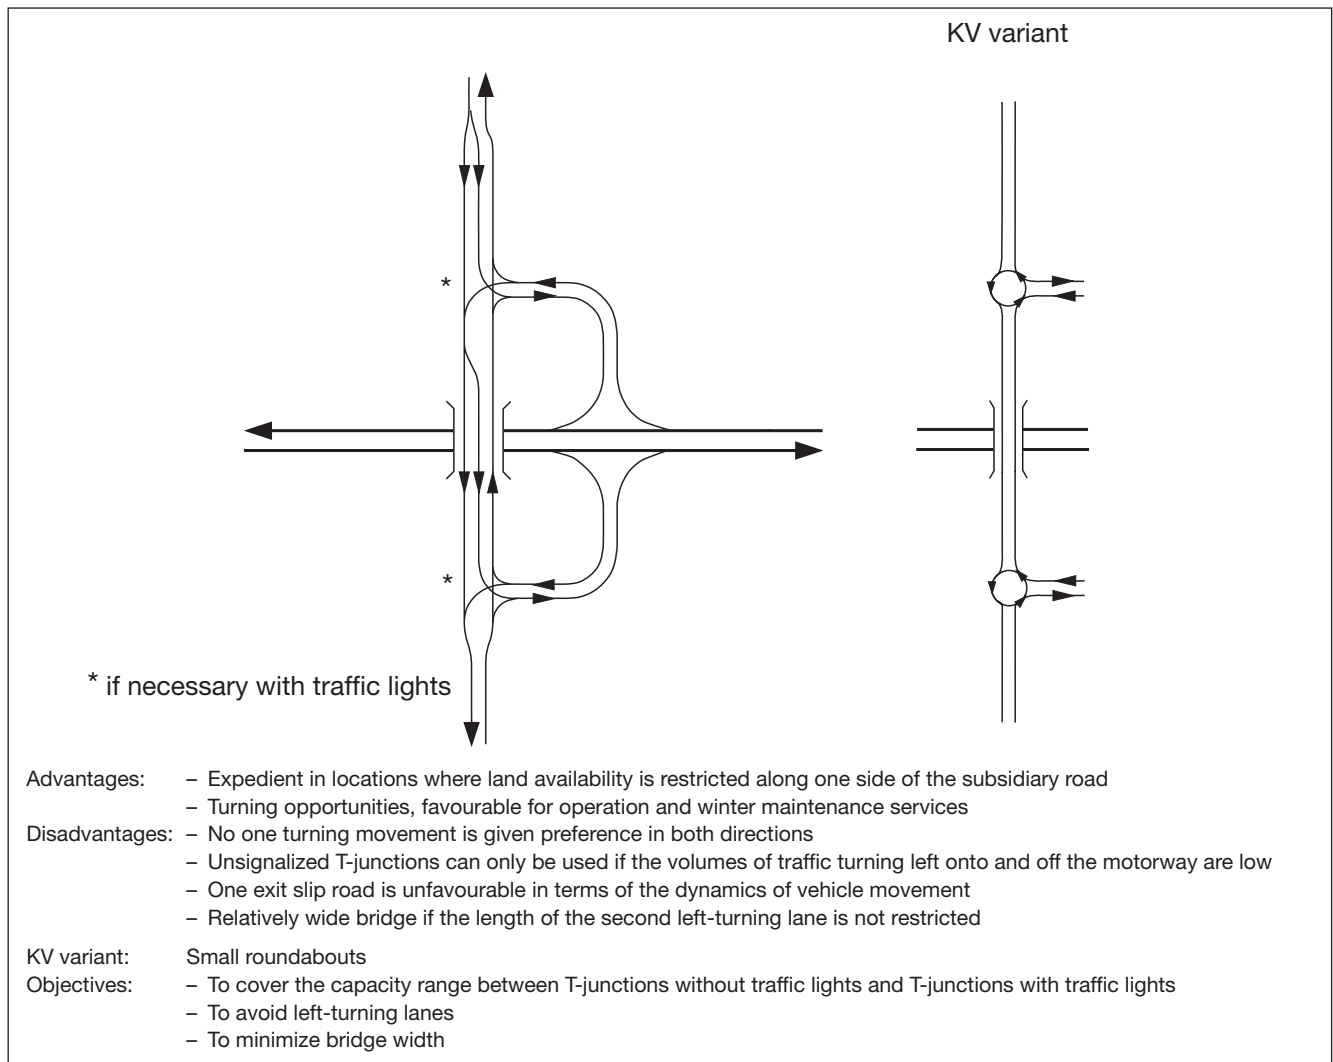 KV variant
*
*
* if necessary with traffic lights
Advantages: – Expedient in locations where land availability is restricted along one side of the subsidiary road
– Turning opportunities, favourable for operation and winter maintenance services
Disadvantages: – No one turning movement is given preference in both directions
– Unsignalized T-junctions can only be used if the volumes of traffic turning left onto and off the motorway are low
– One exit slip road is unfavourable in terms of the dynamics of vehicle movement
– Relatively wide bridge if the length of the second left-turning lane is not restricted
KV variant: Small roundabouts
Objectives: – To cover the capacity range between T-junctions without traffic lights and T-junctions with traffic lights
– To avoid left-turning lanes
– To minimize bridge width